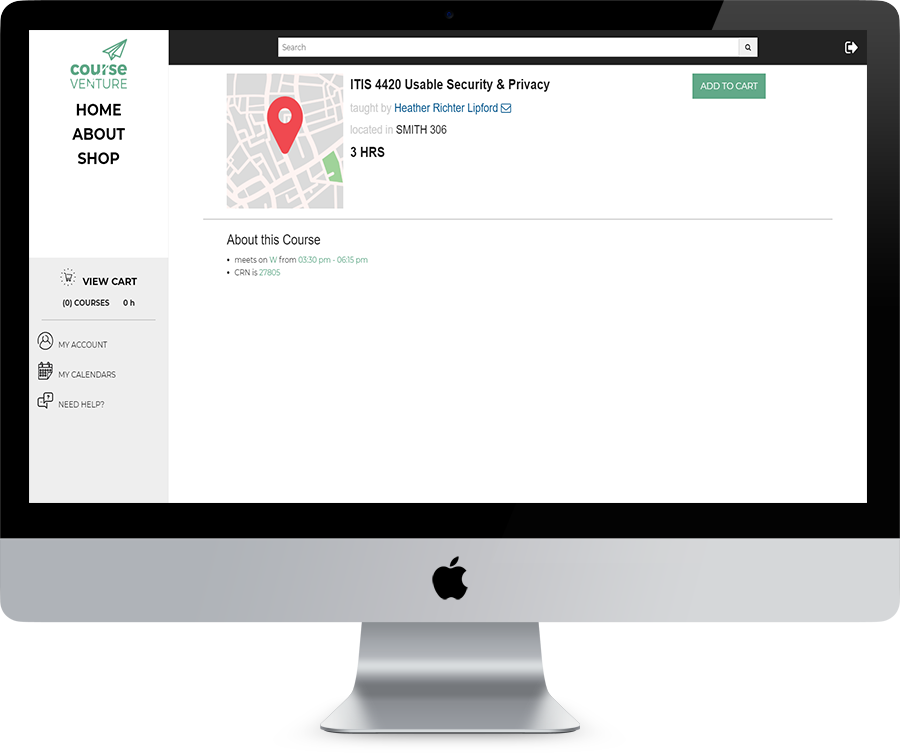 course
VENTURE
HOME
ABOUT
SHOP
VIEW CART
(0) COURSES 0 h
MY ACCOUNT
MY CALENDARS
NEED HELP?
Search
ITIS 4420 Usable Security & Privacy
taught by Heather Richter Lipford
located in SMITH 306
3 HRS
ADD TO CART
About this Course
• meets on W from 03:30 pm - 06:15 pm
• CRN is 27805